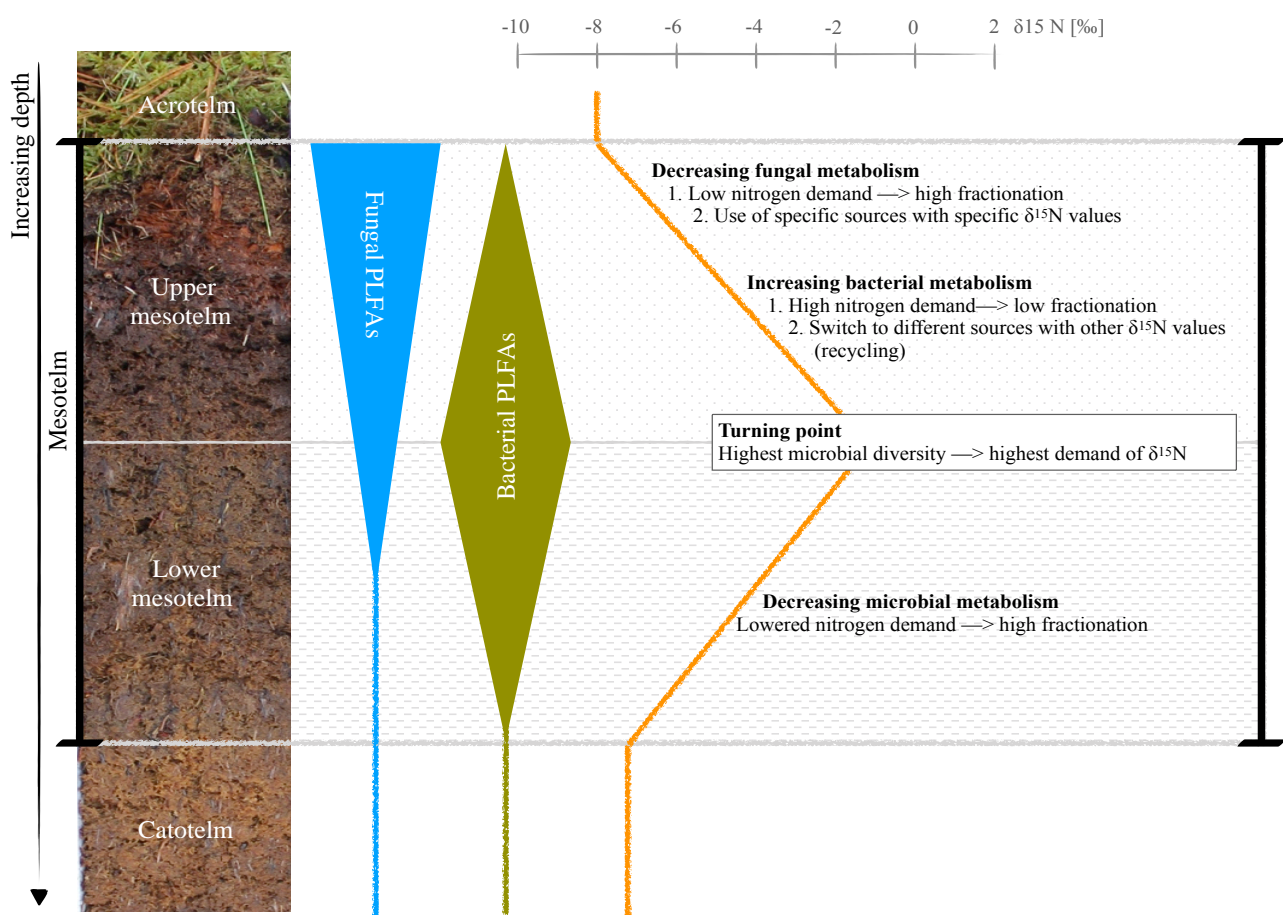 -10 -8 -6 -4 -2 0 2 δ15 N [‰]
Increasing depth
Acrotelm
Mesotelm
Upper
mesotelm
Lower
mesotelm
Catotelm
Fungal PLFAs
Bacterial PLFAs
Decreasing fungal metabolism
1. Low nitrogen demand —> high fractionation
2. Use of specific sources with specific δ¹⁵N values
Increasing bacterial metabolism
1. High nitrogen demand—> low fractionation
2. Switch to different sources with other δ¹⁵N values
(recycling)
Turning point
Highest microbial diversity —> highest demand of δ¹⁵N
Decreasing microbial metabolism
Lowered nitrogen demand —> high fractionation